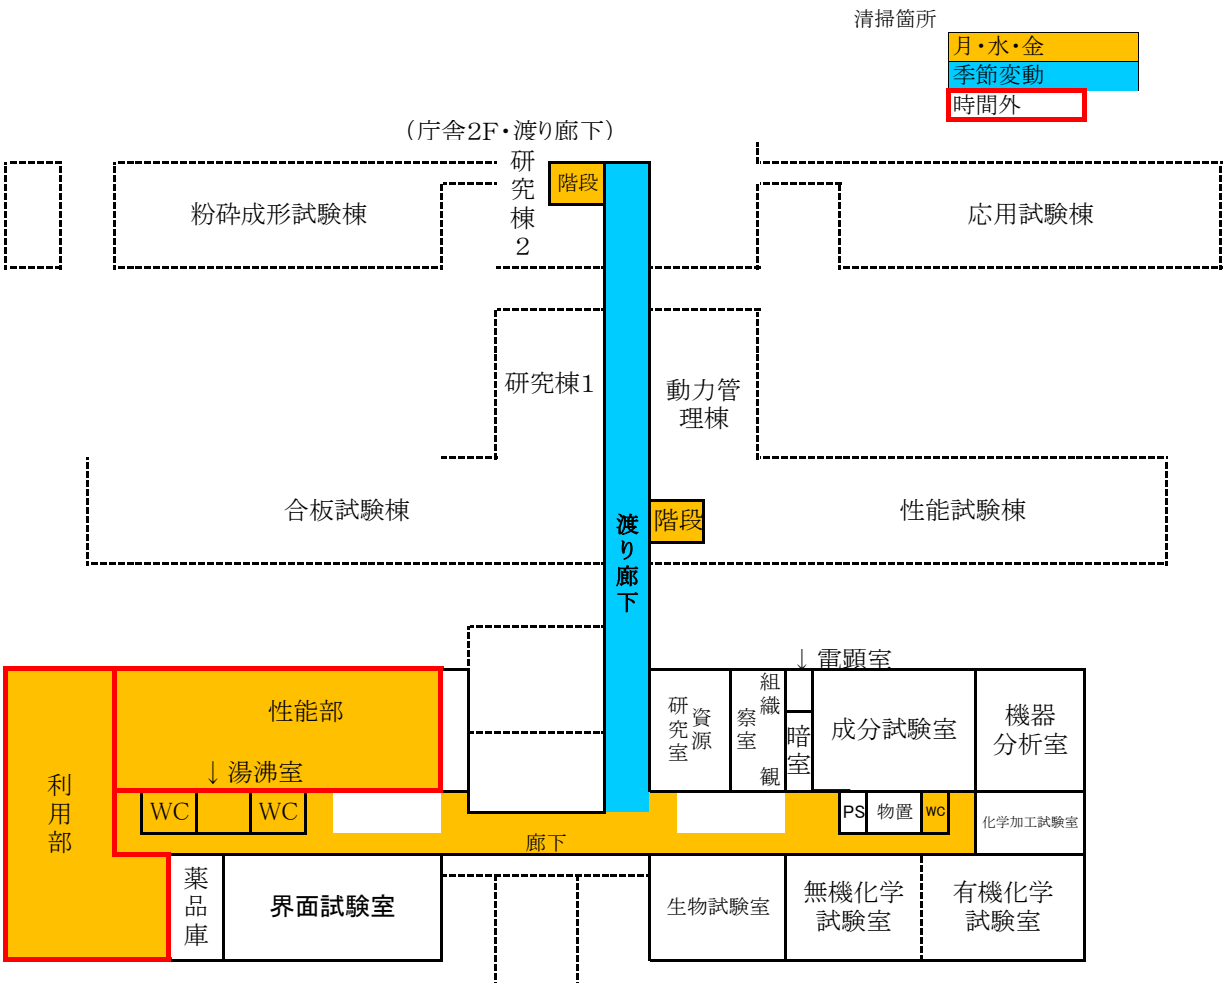 清掃箇所
月・水・金
季節変動
時間外
（庁舎２Ｆ・渡り廊下）
研究棟２
階段
粉砕成形試験棟
応用試験棟
研究棟１
動力管
理棟
合板試験棟
渡り廊下
階段
性能試験棟
↓電顕室
利用部
性能部
↓湯沸室
WC
WC
資源
研究室
組織　観
察室
暗室
成分試験室
機器
分析室
PS
物置
WC
化学加工試験室
廊下
薬品庫
界面試験室
生物試験室
無機化学
試験室
有機化学
試験室